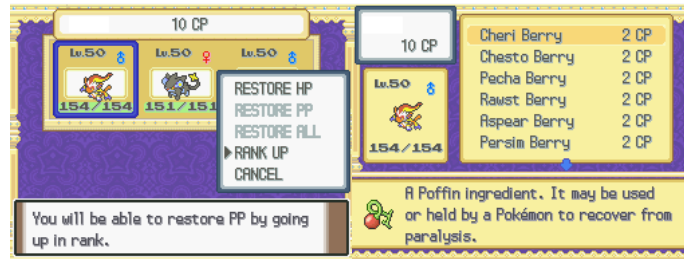 10 CP
Lv.50 ♂ Lv.50 ♀ Lv.50 ♂
154/154 151/151
RESTORE HP
RESTORE PP
RESTORE ALL
▶RANK UP
CANCEL
You will be able to restore PP by going
up in rank.
10 CP
Lv.50 ♂
154/154
Cheri Berry 2 CP
Chesto Berry 2 CP
Pecha Berry 2 CP
Rawst Berry 2 CP
Aspear Berry 2 CP
Persim Berry 2 CP
A Poffin ingredient. It may be used
or held by a Pokémon to recover from
paralysis.